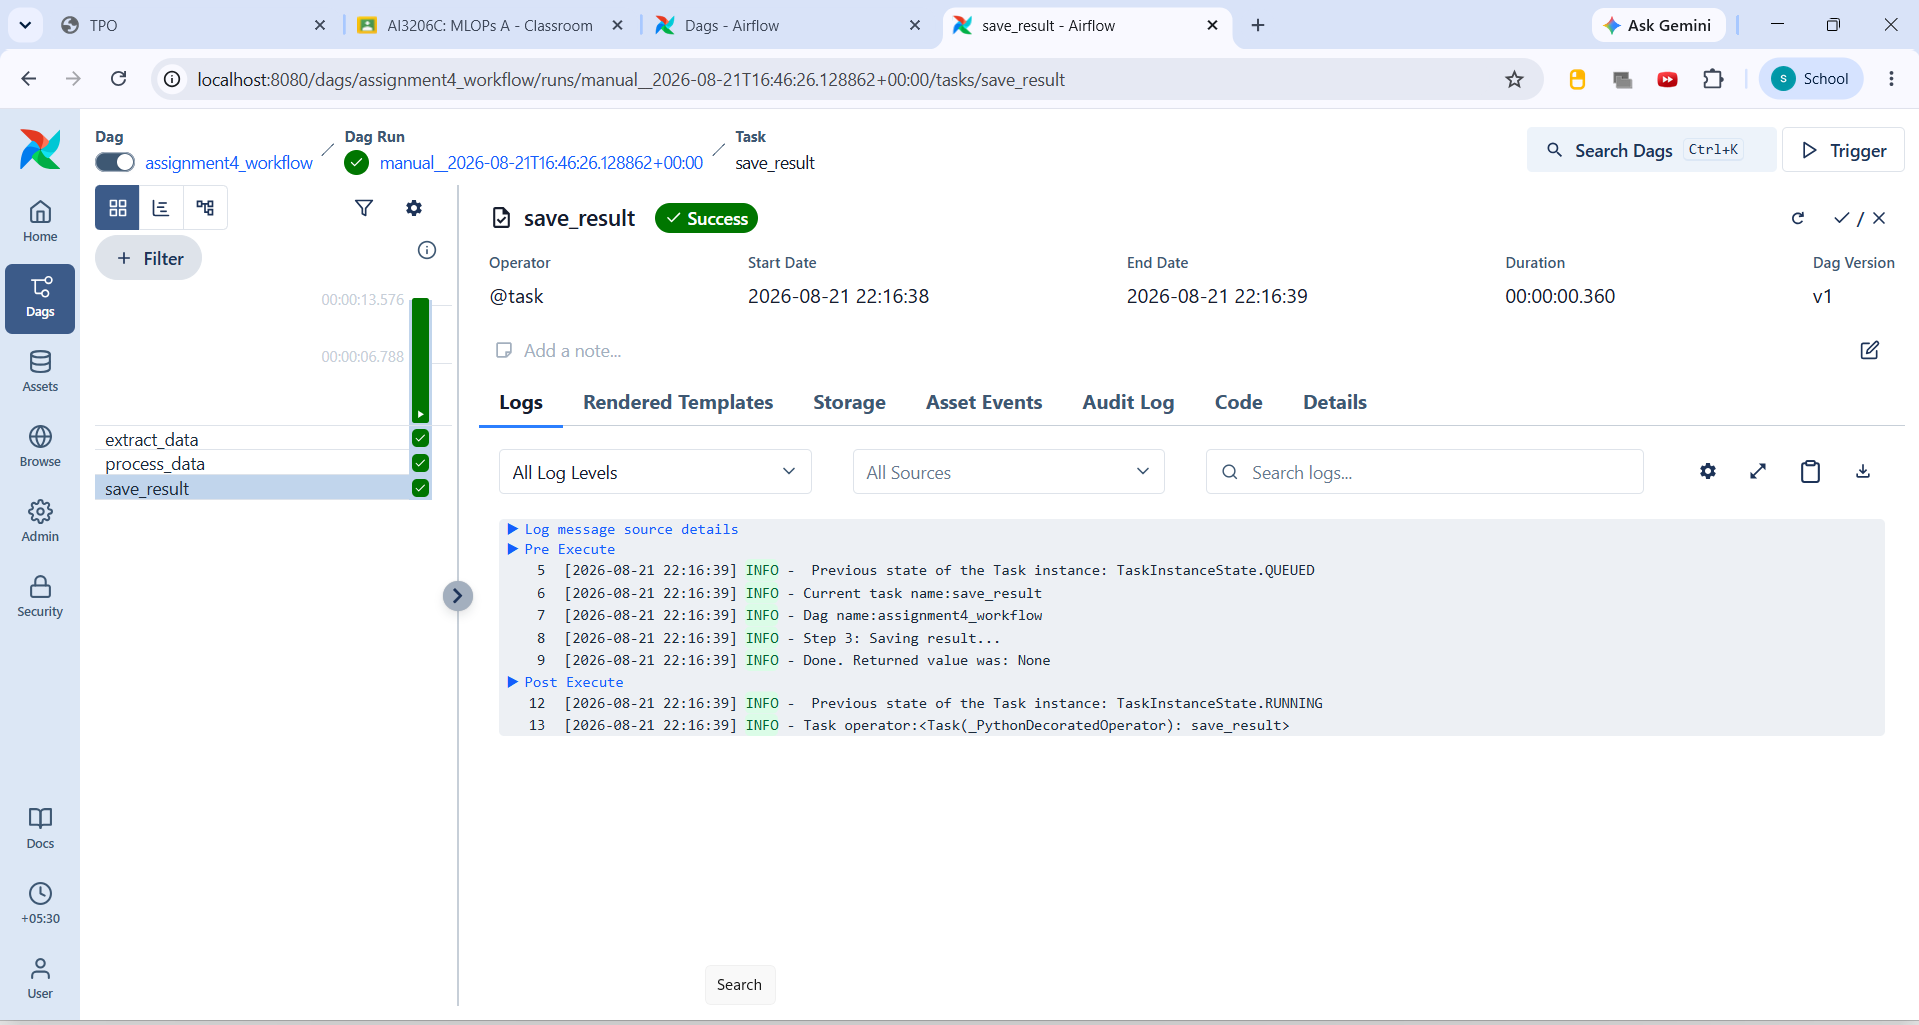 TPO
AI3206C: MLOPs A - Classroom
Dags - Airflow
save_result - Airflow
Ask Gemini
localhost:8080/dags/assignment4_workflow/runs/manual__2026-08-21T16:46:26.128862+00:00/tasks/save_result
S School
Dag
assignment4_workflow
Dag Run
manual__2026-08-21T16:46:26.128862+00:00
Task
save_result
Search Dags Ctrl+K
Trigger
Home
Dags
Assets
Browse
Admin
Security
Docs
+05:30
User
+ Filter
00:00:13.576
00:00:06.788
extract_data
process_data
save_result
save_result Success
Operator
@task
Start Date
2026-08-21 22:16:38
End Date
2026-08-21 22:16:39
Duration
00:00:00.360
Dag Version
v1
Add a note...
Logs Rendered Templates Storage Asset Events Audit Log Code Details
All Log Levels All Sources Search logs...
Log message source details
Pre Execute
5 [2026-08-21 22:16:39] INFO - Previous state of the Task instance: TaskInstanceState.QUEUED
6 [2026-08-21 22:16:39] INFO - Current task name:save_result
7 [2026-08-21 22:16:39] INFO - Dag name:assignment4_workflow
8 [2026-08-21 22:16:39] INFO - Step 3: Saving result...
9 [2026-08-21 22:16:39] INFO - Done. Returned value was: None
Post Execute
12 [2026-08-21 22:16:39] INFO - Previous state of the Task instance: TaskInstanceState.RUNNING
13 [2026-08-21 22:16:39] INFO - Task operator:<Task(_PythonDecoratedOperator): save_result>
Search